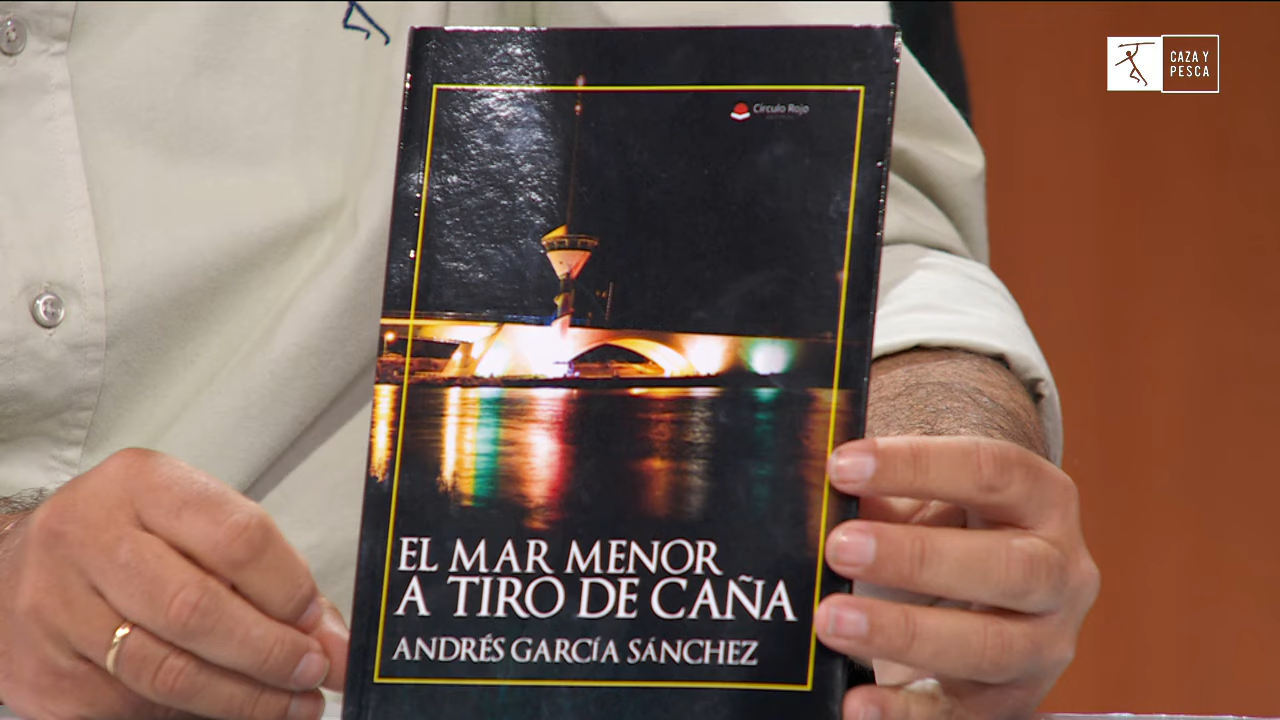 CAZA Y
PESCA
Círculo Rojo
EL MAR MENOR
A TIRO DE CAÑA
ANDRÉS GARCÍA SÁNCHEZ